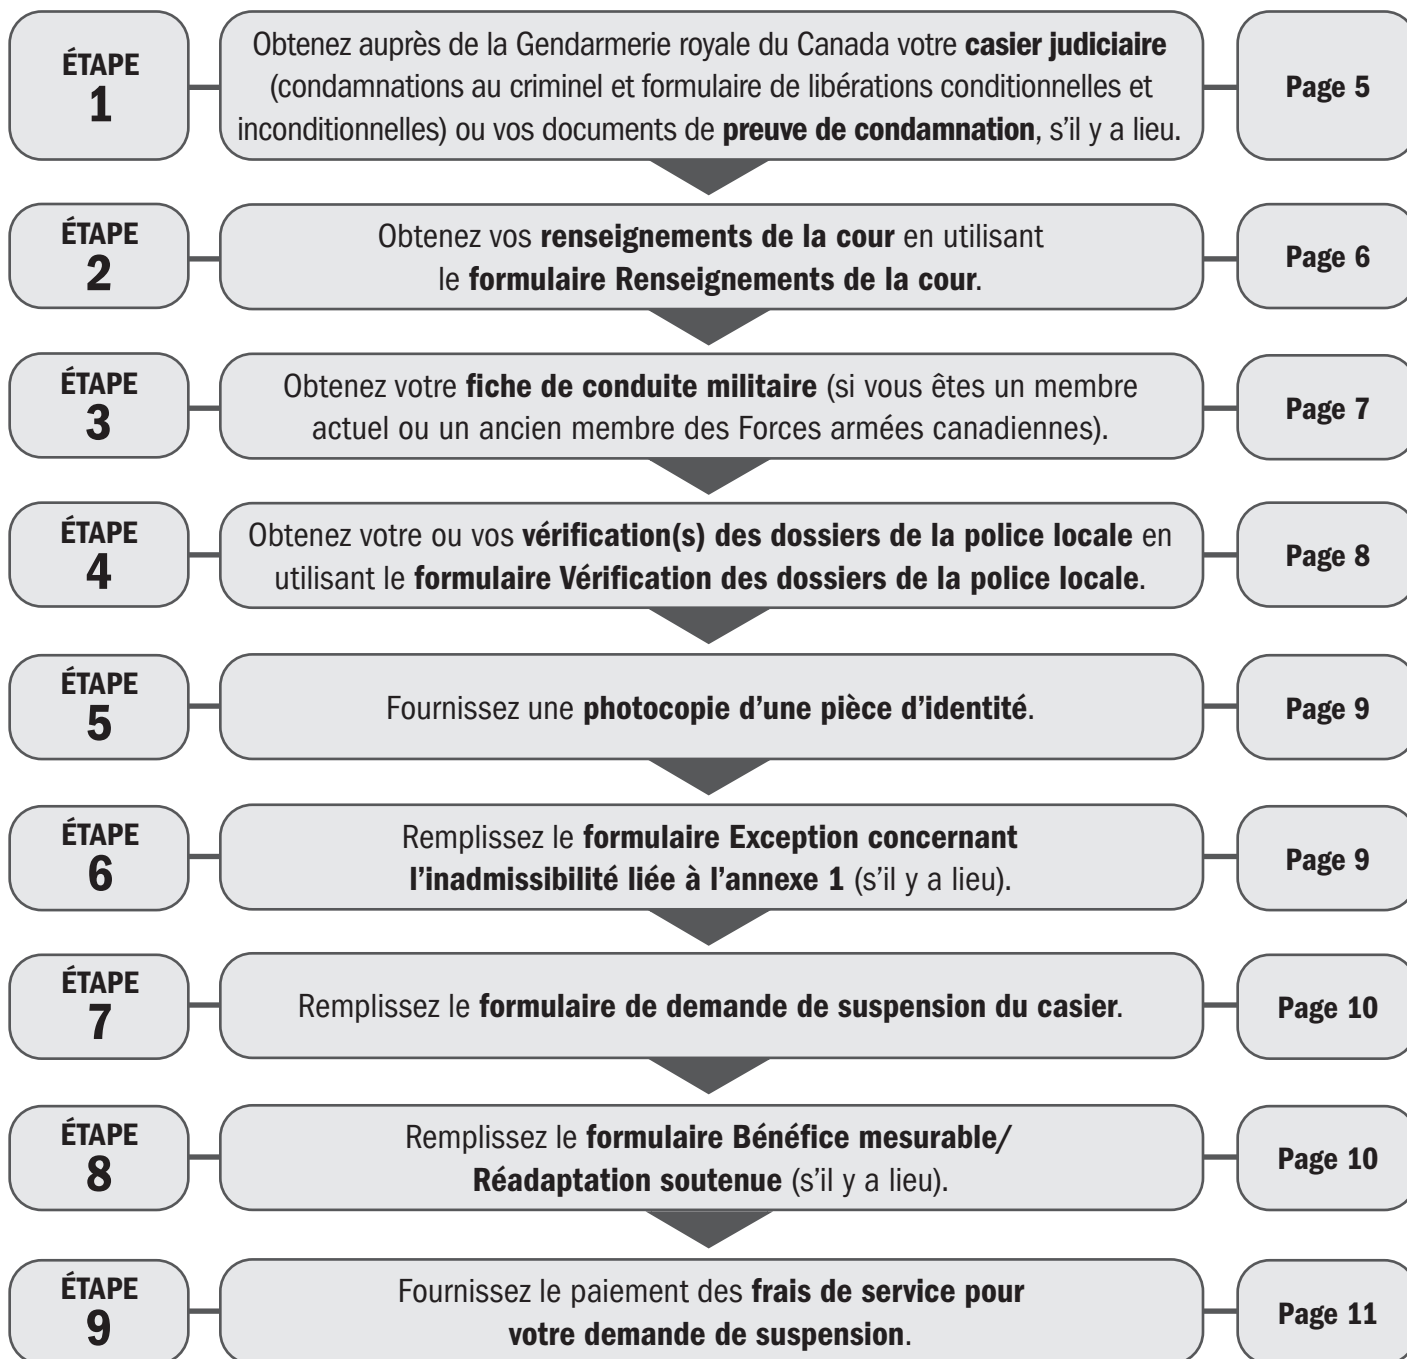 ÉTAPE
1
Obtenez auprès de la Gendarmerie royale du Canada votre casier judiciaire
(condamnations au criminel et formulaire de libérations conditionnelles et
inconditionnelles) ou vos documents de preuve de condamnation, s’il y a lieu.
Page 5
ÉTAPE
2
Obtenez vos renseignements de la cour en utilisant
le formulaire Renseignements de la cour.
Page 6
ÉTAPE
3
Obtenez votre fiche de conduite militaire (si vous êtes un membre
actuel ou un ancien membre des Forces armées canadiennes).
Page 7
ÉTAPE
4
Obtenez votre ou vos vérification(s) des dossiers de la police locale en
utilisant le formulaire Vérification des dossiers de la police locale.
Page 8
ÉTAPE
5
Fournissez une photocopie d’une pièce d’identité.
Page 9
ÉTAPE
6
Remplissez le formulaire Exception concernant
l’inadmissibilité liée à l’annexe 1 (s’il y a lieu).
Page 9
ÉTAPE
7
Remplissez le formulaire de demande de suspension du casier.
Page 10
ÉTAPE
8
Remplissez le formulaire Bénéfice mesurable/
Réadaptation soutenue (s’il y a lieu).
Page 10
ÉTAPE
9
Fournissez le paiement des frais de service pour
votre demande de suspension.
Page 11